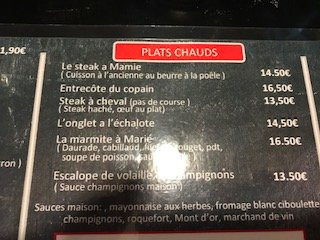 1,90€
PLATS CHAUDS
Le steak a Mamie
( Cuisson à l'ancienne au beurre à la poêle ) 14.50€
Entrecôte du copain 16,50€
Steak à cheval (pas de course ) 13,50€
( Steak haché, œuf au plat )
L'onglet a l'échalote 14,50€
La marmite à Marie 16.50€
( Daurade, cabillaud, rouget, pdt,
soupe de poisson,
Escalope de volaille champignons 13.50€
( Sauce champignons maison )
Sauces maison: , mayonnaise aux herbes, fromage blanc ciboulette
champignons, roquefort, Mont d'or, marchand de vin